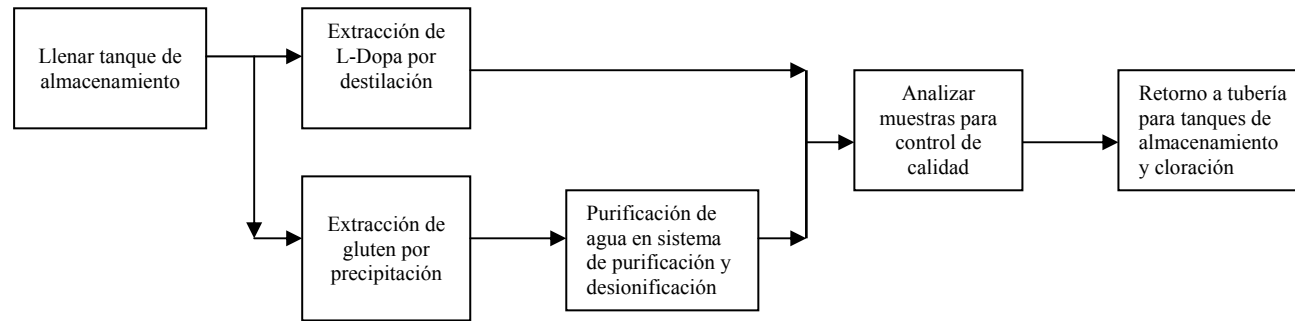 Llenar tanque de
almacenamiento
Extracción de
L-Dopa por
destilación
Extracción de
gluten por
precipitación
Purificación de
agua en sistema
de purificación y
desionificación
Analizar
muestras para
control de
calidad
Retorno a tubería
para tanques de
almacenamiento
y cloración